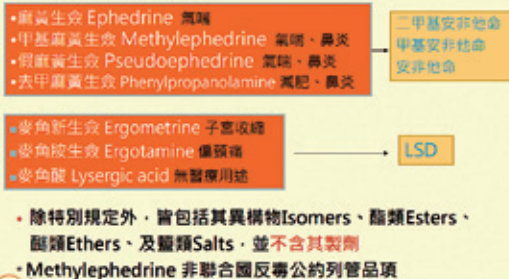 •麻黃生僉 Ephedrine 氣喘
•甲基麻黃生僉 Methylephedrine 氣喘、鼻炎
•假麻黃生僉 Pseudoephedrine 氣喘、鼻炎
•去甲麻黃生僉 Phenylpropanolamine 減肥、鼻炎
二甲基安非他命
甲基安非他命
安非他命
▪麥角新生僉 Ergometrine 子宮收縮
▪麥角胺生僉 Ergotamine 偏頭痛
▪麥角酸 Lysergic acid 無醫療用途
LSD
• 除特別規定外，皆包括其異構物Isomers、酯類Esters、
醚類Ethers、及鹽類Salts，並不含其製劑
• Methylephedrine 非聯合國反毒公約列管品項